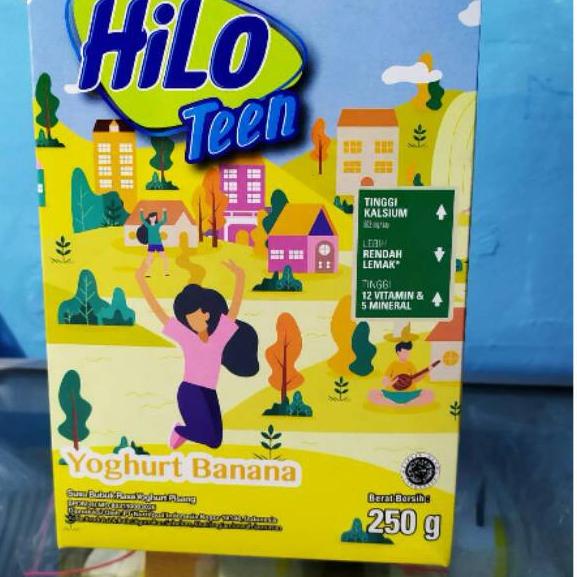 HiLo
Teen
TINGGI
KALSIUM
LEBIH
RENDAH
LEMAK*
TINGGI
12 VITAMIN &
5 MINERAL
Yoghurt Banana
Susu Bubuk Rasa Yoghurt Pisang
Berat Bersih :
250 g